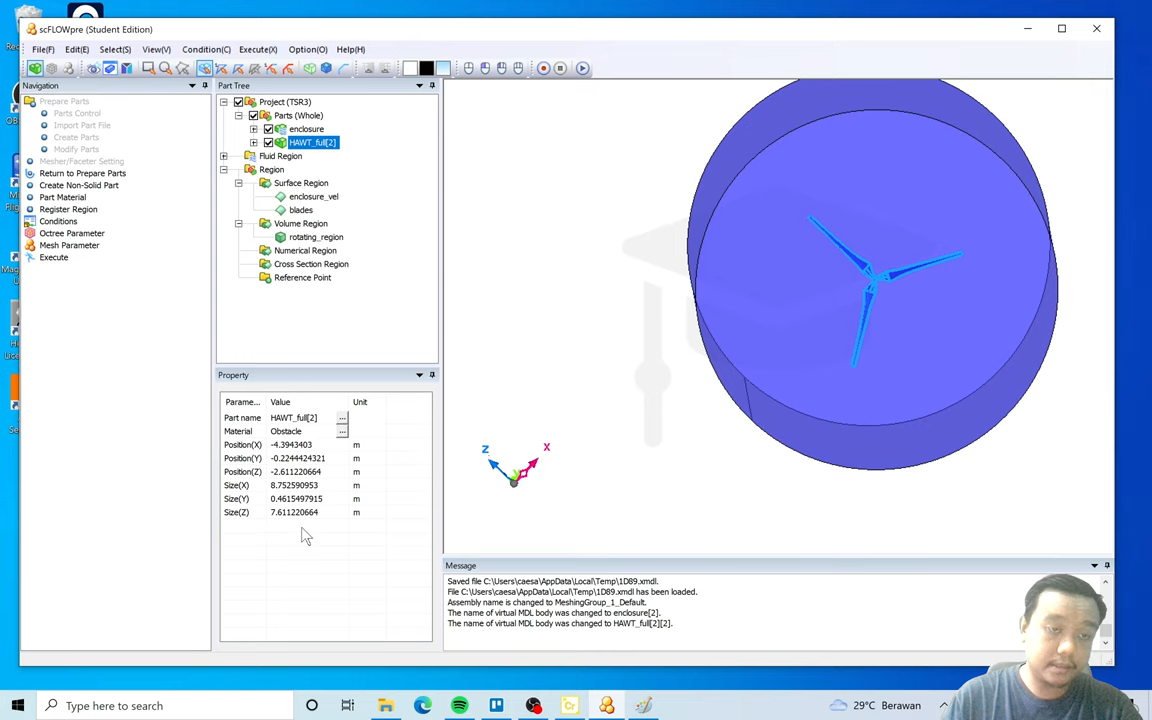 scFLOWpre (Student Edition)
File(F) Edit(E) Select(S) View(V) Condition(C) Execute(X) Option(O) Help(H)
Navigation
Prepare Parts
Parts Control
Import Part File
Create Parts
Modify Parts
Mesher/Faceter Setting
Return to Prepare Parts
Create Non-Solid Part
Part Material
Register Region
Conditions
Octree Parameter
Mesh Parameter
Execute
Part Tree
Project (TSR3)
Parts (Whole)
enclosure
HAWT_full[2]
Fluid Region
Region
Surface Region
enclosure_vel
blades
Volume Region
rotating_region
Numerical Region
Cross Section Region
Reference Point
Property
Parame... Value Unit
Part name HAWT_full[2] ...
Material Obstacle ...
Position(X) -4.3943403 m
Position(Y) -0.2244424321 m
Position(Z) -2.611220664 m
Size(X) 8.752590953 m
Size(Y) 0.4615497915 m
Size(Z) 7.611220664 m
Z X
Message
Saved file C:\Users\caesa\AppData\Local\Temp\1D89.xmdl.
File C:\Users\caesa\AppData\Local\Temp\1D89.xmdl has been loaded.
Assembly name is changed to MeshingGroup_1_Default.
The name of virtual MDL body was changed to enclosure[2].
The name of virtual MDL body was changed to HAWT_full[2][2].
Type here to search
Cr
29°C Berawan